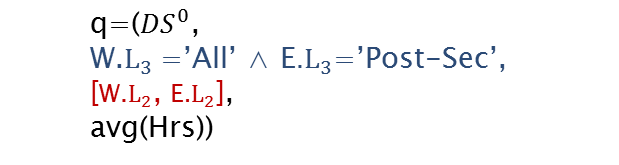 q=(DS⁰,
W.L₃ =’All’ ∧ E.L₃=’Post-Sec’,
[W.L₂, E.L₂],
avg(Hrs))